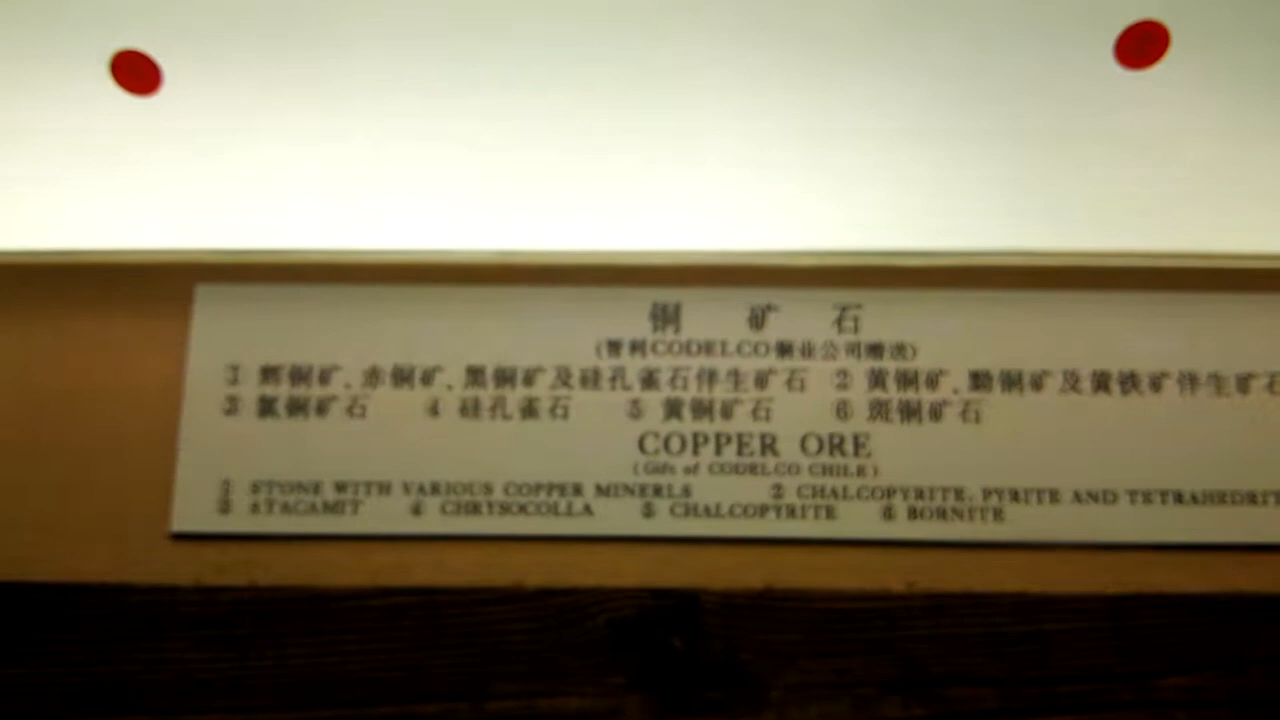 铜 矿 石
(智利CODELCO铜业公司赠送)
1 辉铜矿、赤铜矿、黑铜矿及硅孔雀石伴生矿石 2 黄铜矿、黝铜矿及黄铁矿伴生矿石
3 氯铜矿石 4 硅孔雀石 5 黄铜矿石 6 斑铜矿石
COPPER ORE
(Gift of CODELCO CHILE)
1 STONE WITH VARIOUS COPPER MINERLS 2 CHALCOPYRITE, PYRITE AND TETRAHEDRIT
3 ATACAMIT 4 CHRYSOCOLLA 5 CHALCOPYRITE 6 BORNITE